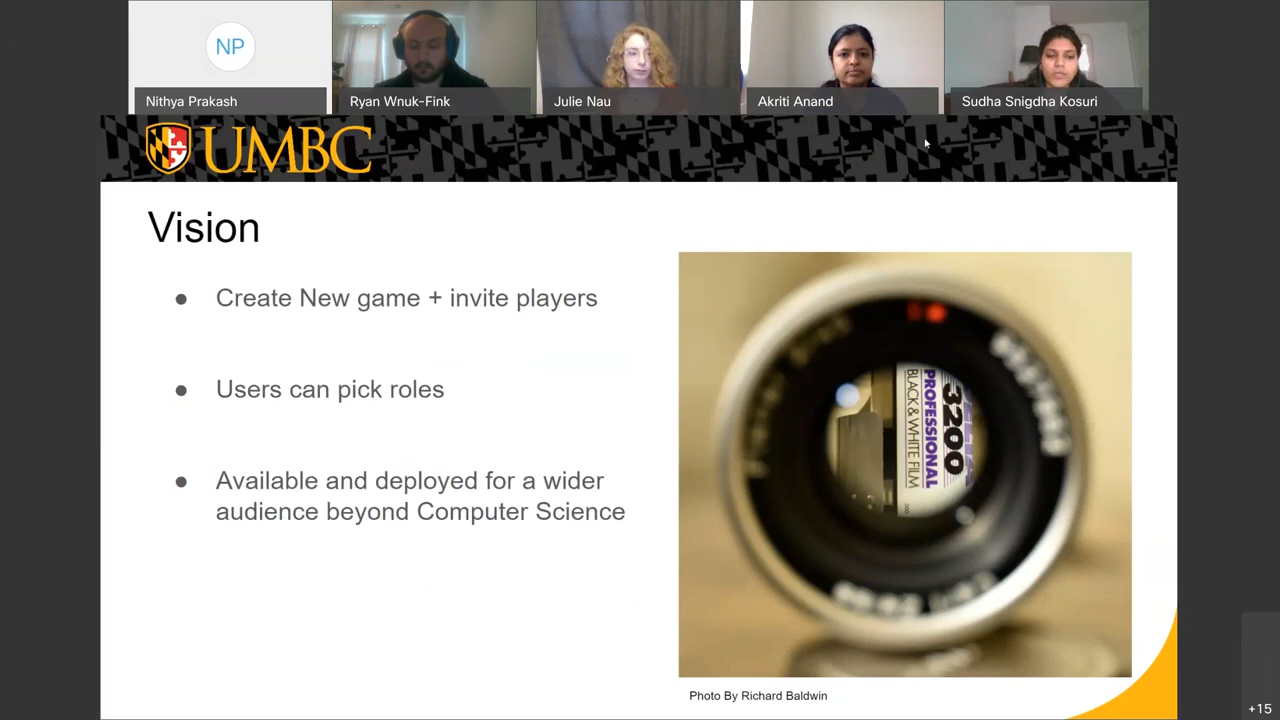 NP
Nithya Prakash
Ryan Wnuk-Fink
Julie Nau
Akriti Anand
Sudha Snigdha Kosuri
UMBC
Vision
● Create New game + invite players
● Users can pick roles
● Available and deployed for a wider
audience beyond Computer Science
3200
PROFESSIONAL
BLACK & WHITE FILM
Photo By Richard Baldwin
+15